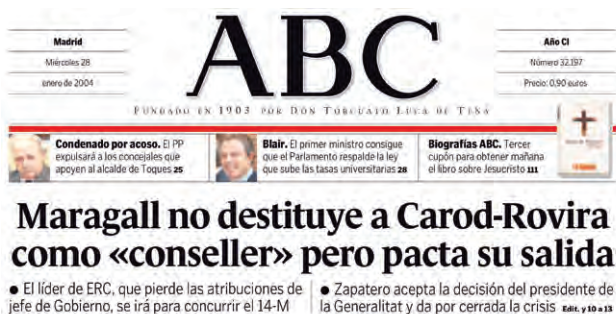 Madrid
Miércoles 28
enero de 2004
ABC
Año CI
Número 32.197
Precio: 0,90 euros
FUNDADO EN 1903 POR DON TORCUATO LUCA DE TENA
Condenado por acoso. El PP
expulsará a los concejales que
apoyen al alcalde de Toques 25
Blair. El primer ministro consigue
que el Parlamento respalde la ley
que sube las tasas universitarias 28
Biografías ABC. Tercer
cupón para obtener mañana
el libro sobre Jesucristo 111
Maragall no destituye a Carod-Rovira
como «conseller» pero pacta su salida
● El líder de ERC, que pierde las atribuciones de
jefe de Gobierno, se irá para concurrir el 14-M
● Zapatero acepta la decisión del presidente de
la Generalitat y da por cerrada la crisis Edit. y 10 a 13